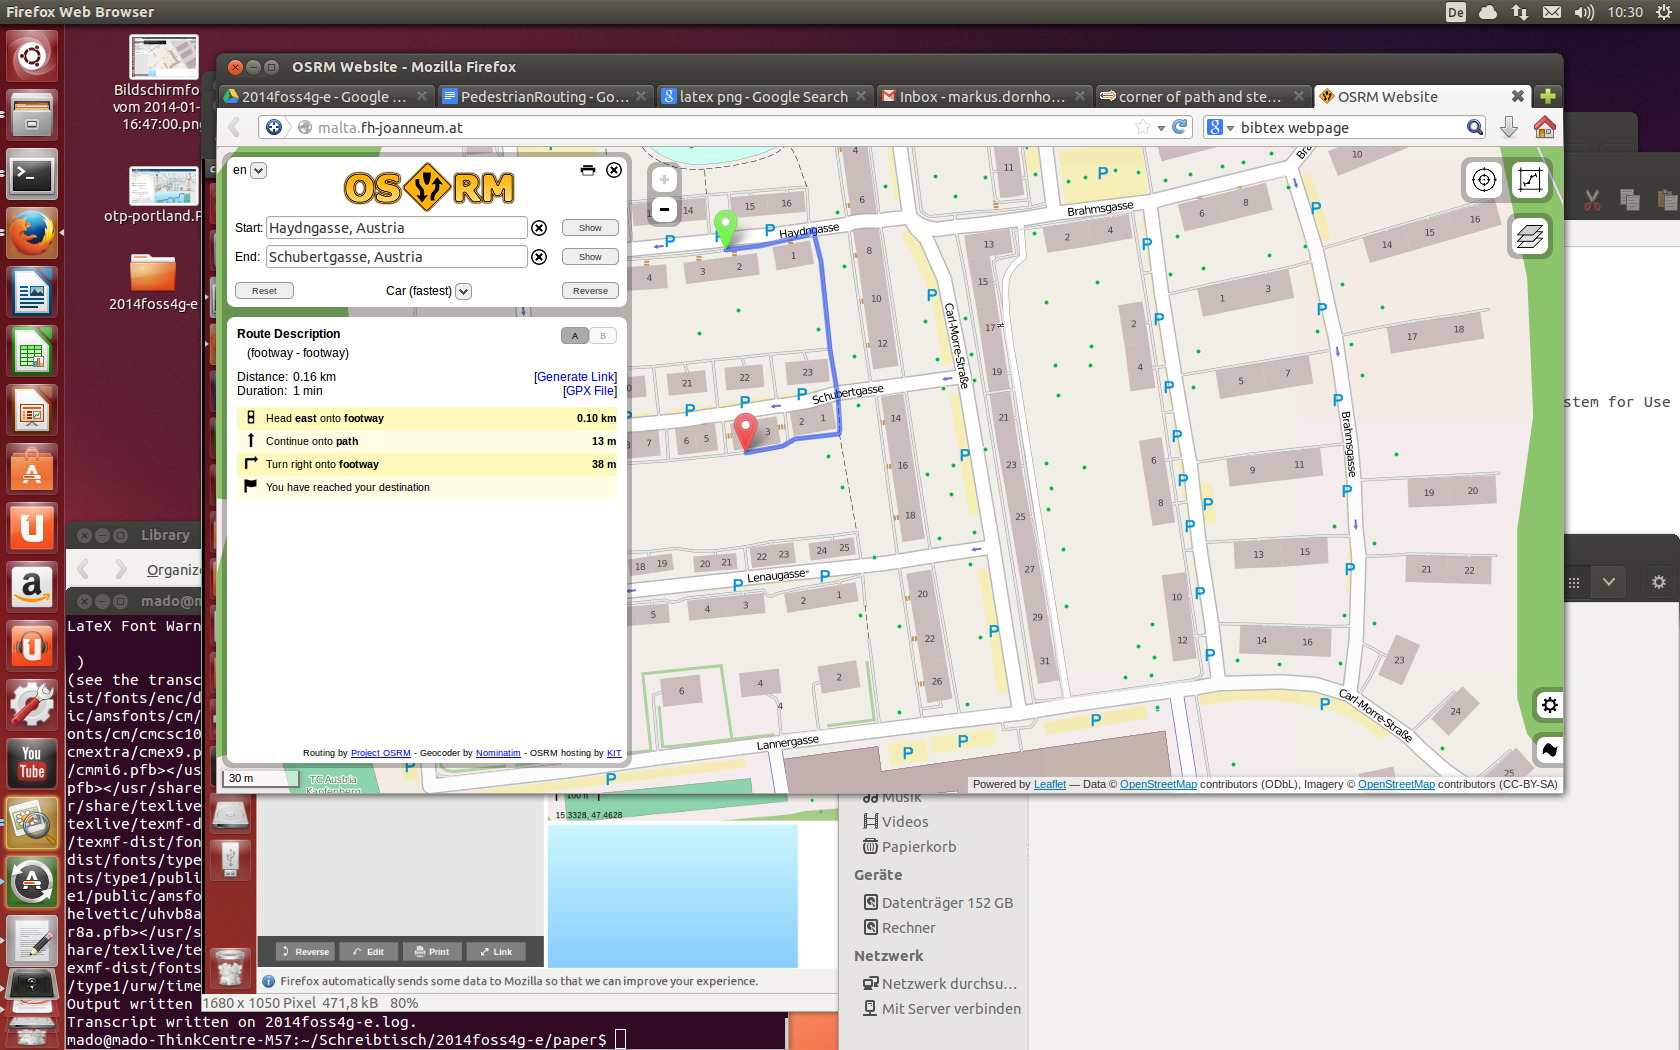 Firefox Web Browser
De
10:30
Bildschirmfo
vom 2014-01-
16:47:00.png
otp-portland.P
2014foss4g-e
OSRM Website - Mozilla Firefox
2014foss4g-e - Google ...
PedestrianRouting - Go...
latex png - Google Search
Inbox - markus.dornho...
corner of path and ste...
OSRM Website
malta.fh-joanneum.at
bibtex webpage
en
OSRM
Start: Haydngasse, Austria
Show
End: Schubertgasse, Austria
Show
Reset
Car (fastest)
Reverse
Route Description
A B
(footway - footway)
Distance: 0.16 km
[Generate Link]
Duration: 1 min
[GPX File]
Head east onto footway 0.10 km
Continue onto path 13 m
Turn right onto footway 38 m
You have reached your destination
Routing by Project OSRM - Geocoder by Nominatim - OSRM hosting by KIT
30 m
TC Austria
Kapfenberg
Haydngasse
Brahmsgasse
Carl-Morre-Straße
Schubertgasse
Brahmsgasse
Lenaugasse
Lannergasse
Carl-Morre-Straße
Powered by Leaflet — Data © OpenStreetMap contributors (ODbL), Imagery © OpenStreetMap contributors (CC-BY-SA)
stem for Use
Library
Organiz
mado@m
LaTeX Font Warn
)
(see the transc
ist/fonts/enc/d
ic/amsfonts/cm/
onts/cm/cmcsc10
cmextra/cmex9.p
/cmmi6.pfb></us
pfb></usr/share
r/share/texlive
texlive/texmf-d
/texmf-dist/fon
dist/fonts/type
nts/type1/publi
e1/public/amsfo
helvetic/uhvb8a
r8a.pfb></usr/s
hare/texlive/te
exmf-dist/fonts
/type1/urw/time
Output written
Transcript written on 2014foss4g-e.log.
mado@mado-ThinkCentre-M57:~/Schreibtisch/2014foss4g-e/paper$
You
Tube
100 ft
15.3328, 47.4628
Reverse
Edit
Print
Link
Firefox automatically sends some data to Mozilla so that we can improve your experience.
1680 x 1050 Pixel 471,8 kB 80%
Musik
Videos
Papierkorb
Geräte
Datenträger 152 GB
Rechner
Netzwerk
Netzwerk durchsu...
Mit Server verbinden